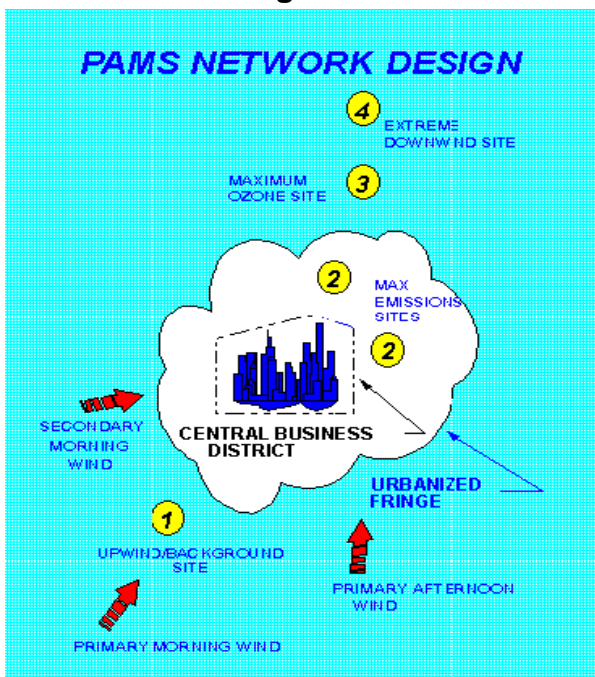 PAMS NETWORK DESIGN
4
EXTREME
DOWNWIND SITE
MAXIMUM
OZONE SITE
3
2
MAX
EMISSIONS
SITES
2
SECONDARY
MORNING
WIND
CENTRAL BUSINESS
DISTRICT
URBANIZED
FRINGE
1
UPWIND/BACKGROUND
SITE
PRIMARY AFTERNOON
WIND
PRIMARY MORNING WIND